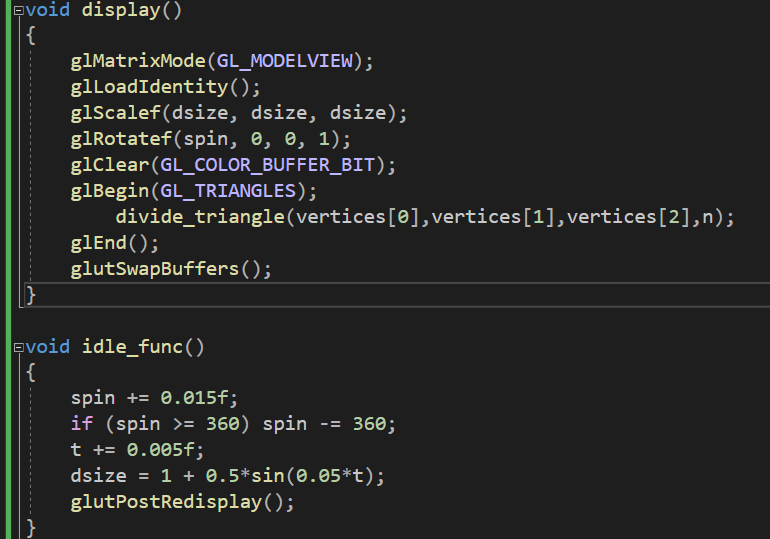 void display()
{
    glMatrixMode(GL_MODELVIEW);
    glLoadIdentity();
    glScalef(dsize, dsize, dsize);
    glRotatef(spin, 0, 0, 1);
    glClear(GL_COLOR_BUFFER_BIT);
    glBegin(GL_TRIANGLES);
        divide_triangle(vertices[0],vertices[1],vertices[2],n);
    glEnd();
    glutSwapBuffers();
}

void idle_func()
{
    spin += 0.015f;
    if (spin >= 360) spin -= 360;
    t += 0.005f;
    dsize = 1 + 0.5*sin(0.05*t);
    glutPostRedisplay();
}